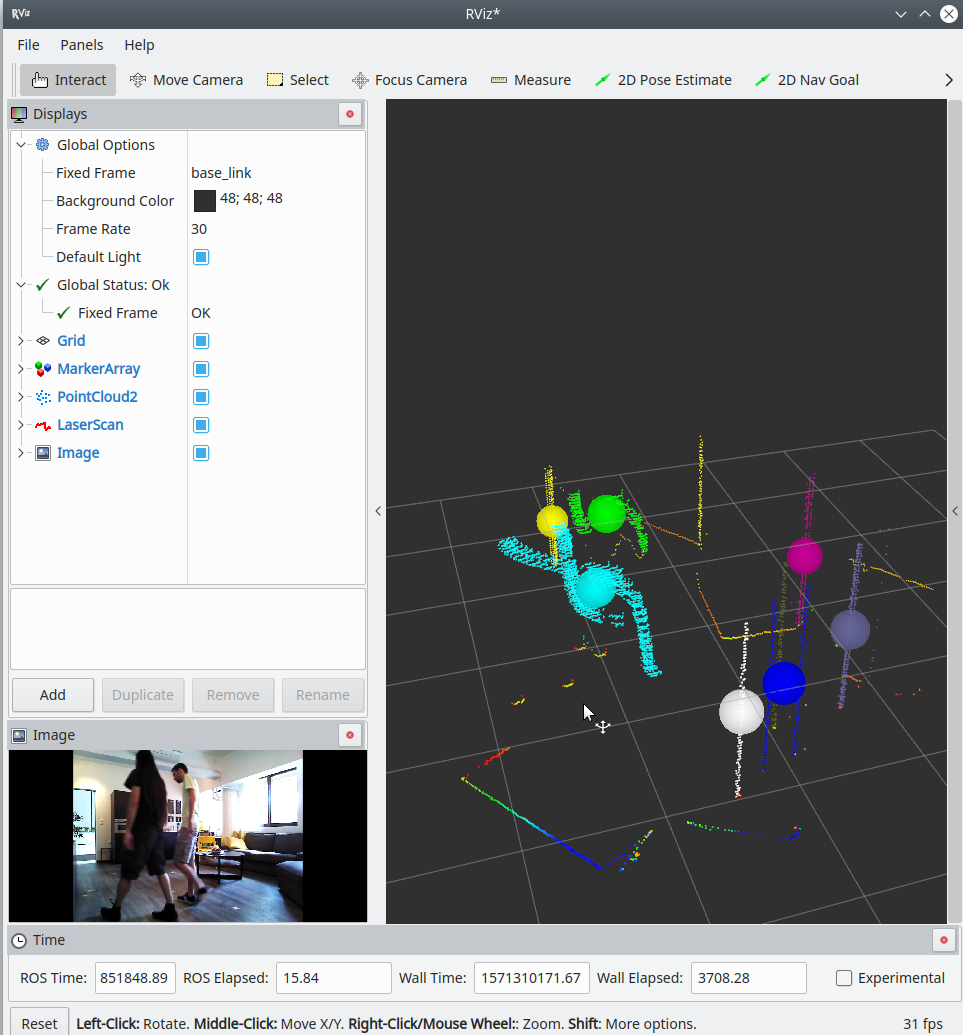 RViz RViz*
File Panels Help
Interact Move Camera Select Focus Camera Measure 2D Pose Estimate 2D Nav Goal
Displays
Global Options
Fixed Frame base_link
Background Color 48; 48; 48
Frame Rate 30
Default Light
Global Status: Ok
Fixed Frame OK
Grid
MarkerArray
PointCloud2
LaserScan
Image
Add Duplicate Remove Rename
Image
Time
ROS Time: 851848.89 ROS Elapsed: 15.84 Wall Time: 1571310171.67 Wall Elapsed: 3708.28 Experimental
Reset Left-Click: Rotate. Middle-Click: Move X/Y. Right-Click/Mouse Wheel:: Zoom. Shift: More options. 31 fps